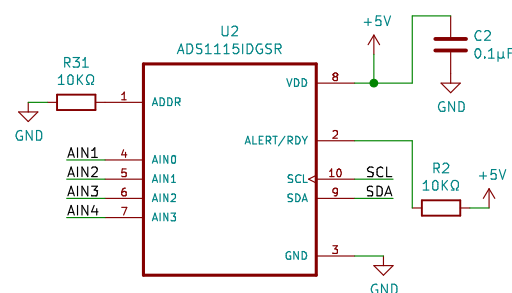 U2
ADS1115IDGSR
+5V
C2
0.1µF
GND
R31
10KΩ
GND
1
ADDR
VDD
8
ALERT/RDY
2
AIN1
4
AIN0
AIN2
5
AIN1
AIN3
6
AIN2
AIN4
7
AIN3
SCL
10
SCL
SDA
9
SDA
R2
10KΩ
+5V
GND
3
GND